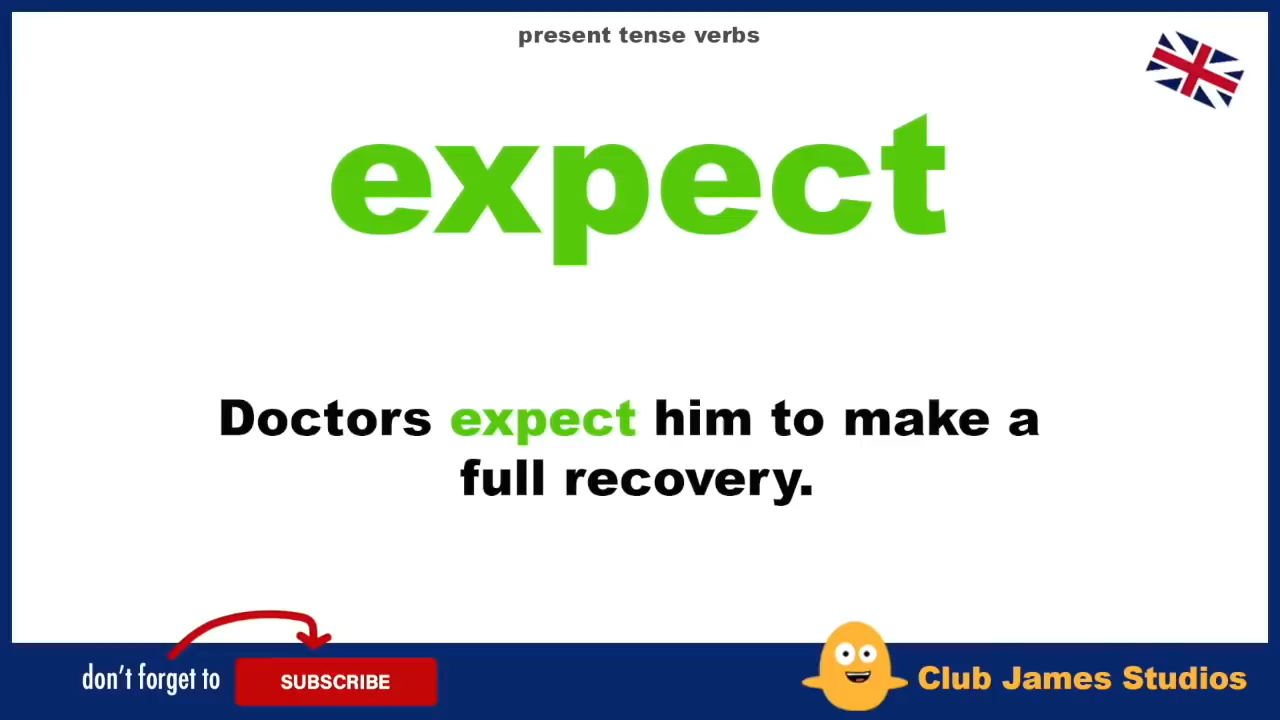 present tense verbs
expect
Doctors expect him to make a
full recovery.
don't forget to
SUBSCRIBE
Club James Studios